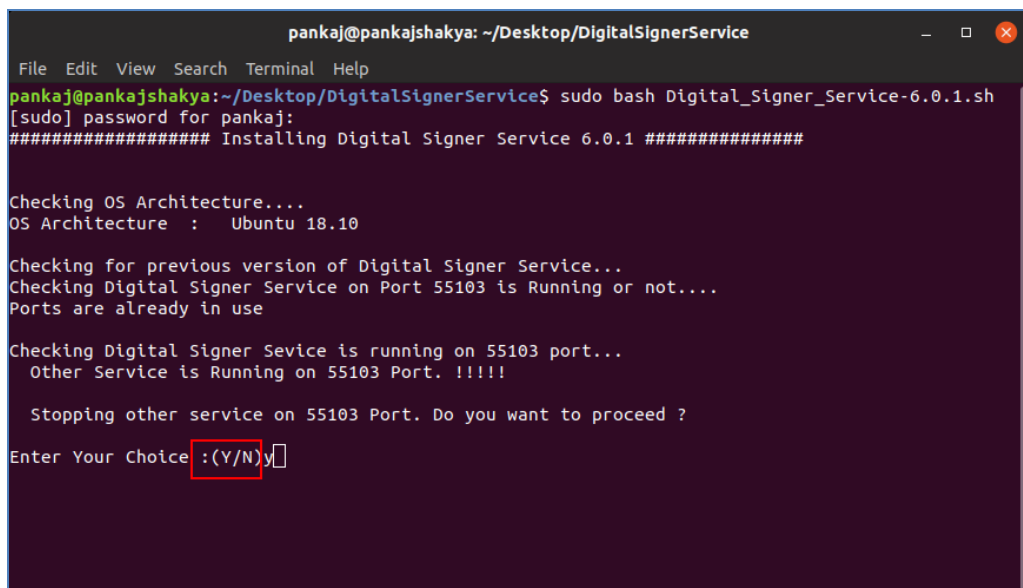 pankaj@pankajshakya: ~/Desktop/DigitalSignerService
File Edit View Search Terminal Help
pankaj@pankajshakya:~/Desktop/DigitalSignerService$ sudo bash Digital_Signer_Service-6.0.1.sh
[sudo] password for pankaj:
################### Installing Digital Signer Service 6.0.1 ###############
Checking OS Architecture....
OS Architecture : Ubuntu 18.10
Checking for previous version of Digital Signer Service...
Checking Digital Signer Service on Port 55103 is Running or not....
Ports are already in use
Checking Digital Signer Sevice is running on 55103 port...
Other Service is Running on 55103 Port. !!!!!
Stopping other service on 55103 Port. Do you want to proceed ?
Enter Your Choice :(Y/N)y